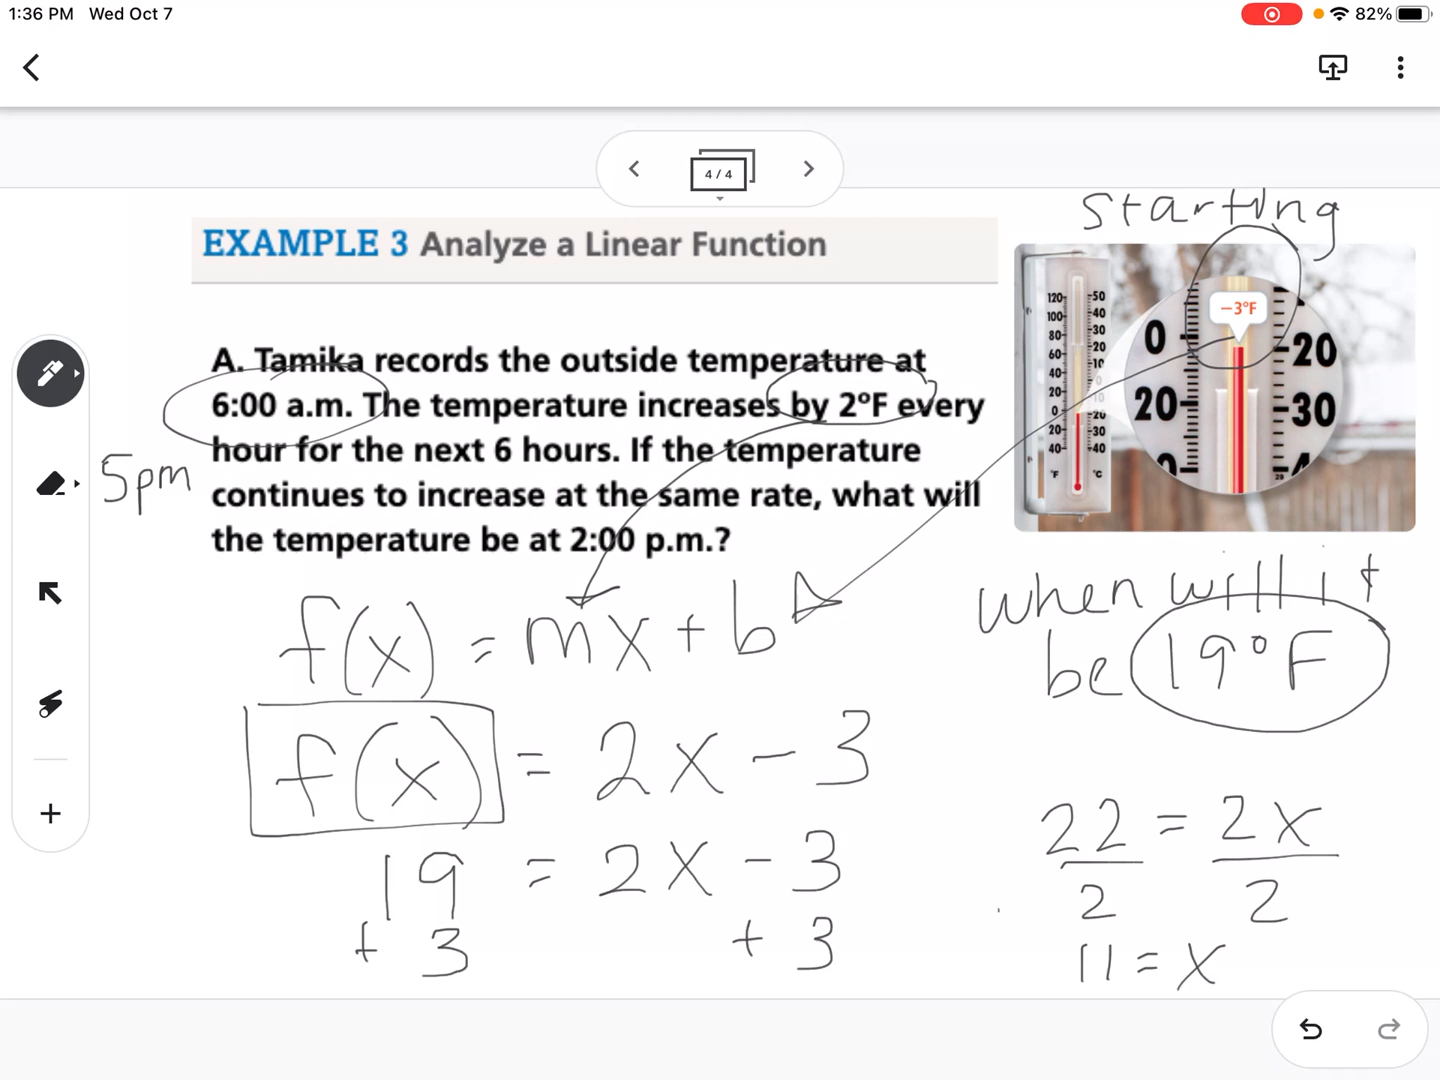 1:36 PM Wed Oct 7
82%
4 / 4
starting
EXAMPLE 3 Analyze a Linear Function
−3°F
120 50
100 40
80 30
60 20
40 10
20 0
0 10
20 20
40 30
40
°F °C
0 20
20 30
A. Tamika records the outside temperature at
6:00 a.m. The temperature increases by 2°F every
hour for the next 6 hours. If the temperature
continues to increase at the same rate, what will
the temperature be at 2:00 p.m.?
5pm
f(x) = mx + b
when will it
be 19°F
f(x) = 2x − 3
19 = 2x − 3
+ 3 + 3
22 = 2x
2 2
11 = x